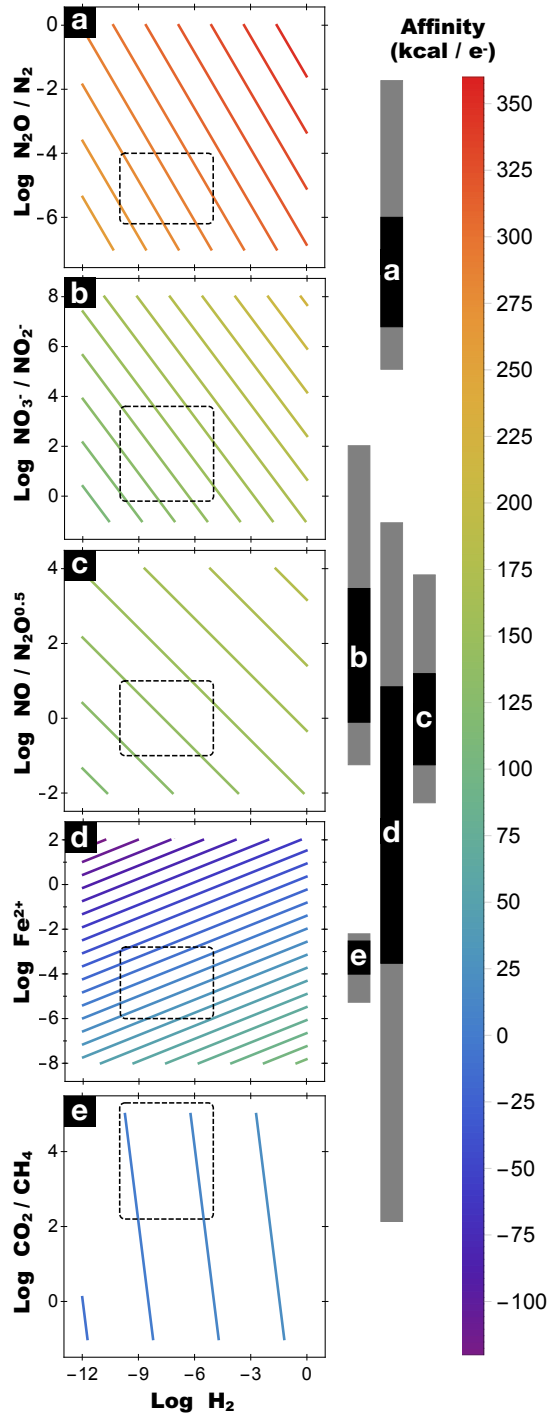 Affinity
(kcal / e-)
a
0
-2
-4
-6
Log N₂O / N₂
b
8
6
4
2
0
Log NO₃⁻ / NO₂⁻
c
4
2
0
-2
Log NO / N₂O⁰·⁵
d
2
0
-2
-4
-6
-8
Log Fe²⁺
e
4
2
0
Log CO₂ / CH₄
-12
-9
-6
-3
0
Log H₂
a
b
c
d
e
350
325
300
275
250
225
200
175
150
125
100
75
50
25
0
-25
-50
-75
-100